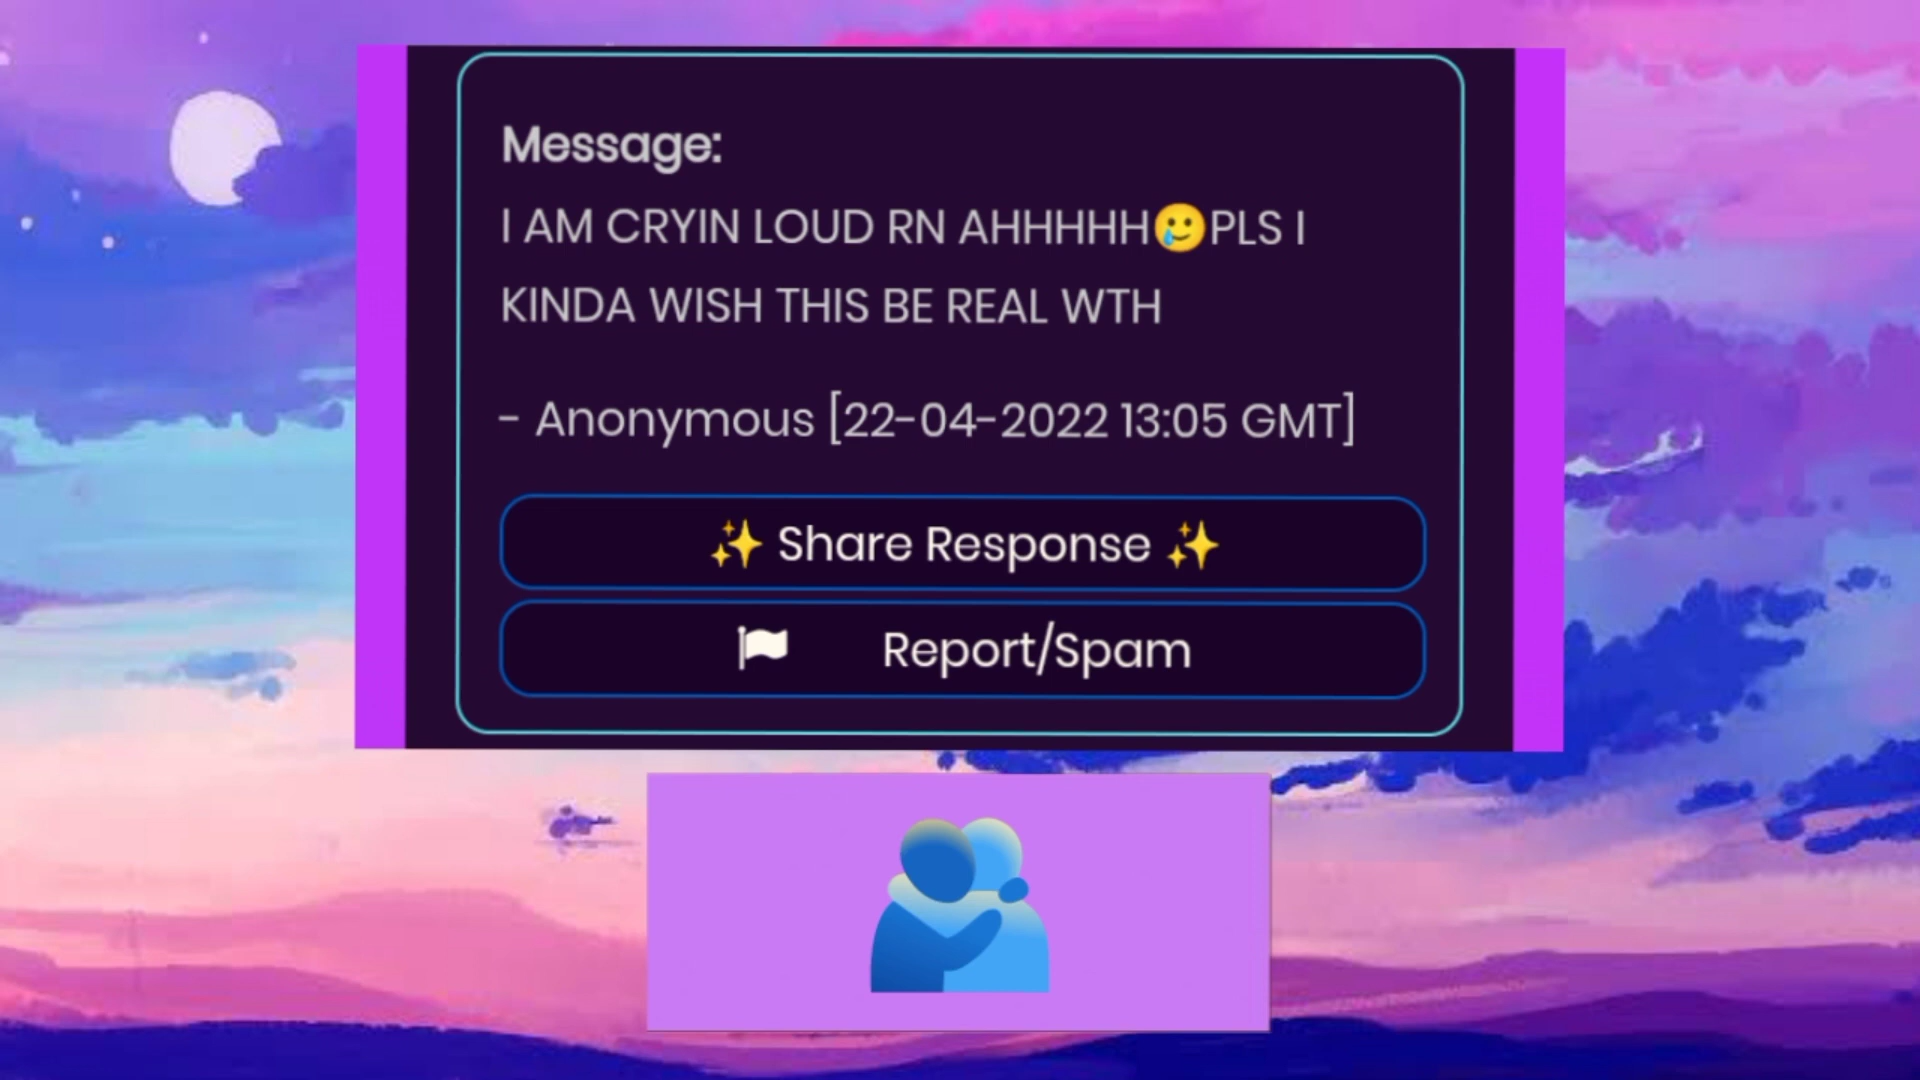 Message:
I AM CRYIN LOUD RN AHHHHH🥲PLS I
KINDA WISH THIS BE REAL WTH
- Anonymous [22-04-2022 13:05 GMT]
✨ Share Response ✨
🏳 Report/Spam